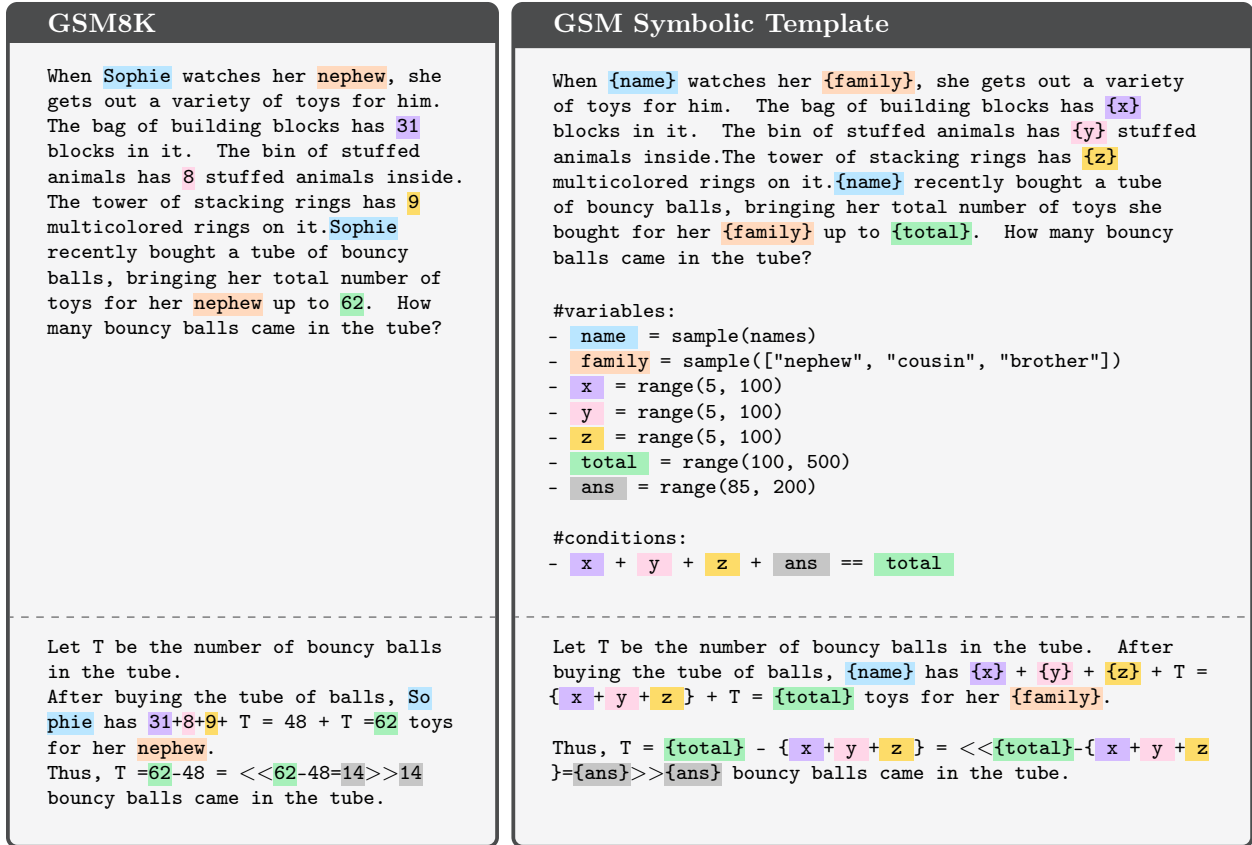 GSM8K
When Sophie watches her nephew, she
gets out a variety of toys for him.
The bag of building blocks has 31
blocks in it. The bin of stuffed
animals has 8 stuffed animals inside.
The tower of stacking rings has 9
multicolored rings on it.Sophie
recently bought a tube of bouncy
balls, bringing her total number of
toys for her nephew up to 62. How
many bouncy balls came in the tube?
Let T be the number of bouncy balls
in the tube.
After buying the tube of balls, So
phie has 31+8+9+ T = 48 + T =62 toys
for her nephew.
Thus, T =62-48 = <<62-48=14>>14
bouncy balls came in the tube.
GSM Symbolic Template
When {name} watches her {family}, she gets out a variety
of toys for him. The bag of building blocks has {x}
blocks in it. The bin of stuffed animals has {y} stuffed
animals inside.The tower of stacking rings has {z}
multicolored rings on it.{name} recently bought a tube
of bouncy balls, bringing her total number of toys she
bought for her {family} up to {total}. How many bouncy
balls came in the tube?
#variables:
- name = sample(names)
- family = sample(["nephew", "cousin", "brother"])
- x = range(5, 100)
- y = range(5, 100)
- z = range(5, 100)
- total = range(100, 500)
- ans = range(85, 200)
#conditions:
- x + y + z + ans == total
Let T be the number of bouncy balls in the tube. After
buying the tube of balls, {name} has {x} + {y} + {z} + T =
{ x + y + z } + T = {total} toys for her {family}.
Thus, T = {total} - { x + y + z } = <<{total}-{ x + y + z
}={ans}>>{ans} bouncy balls came in the tube.